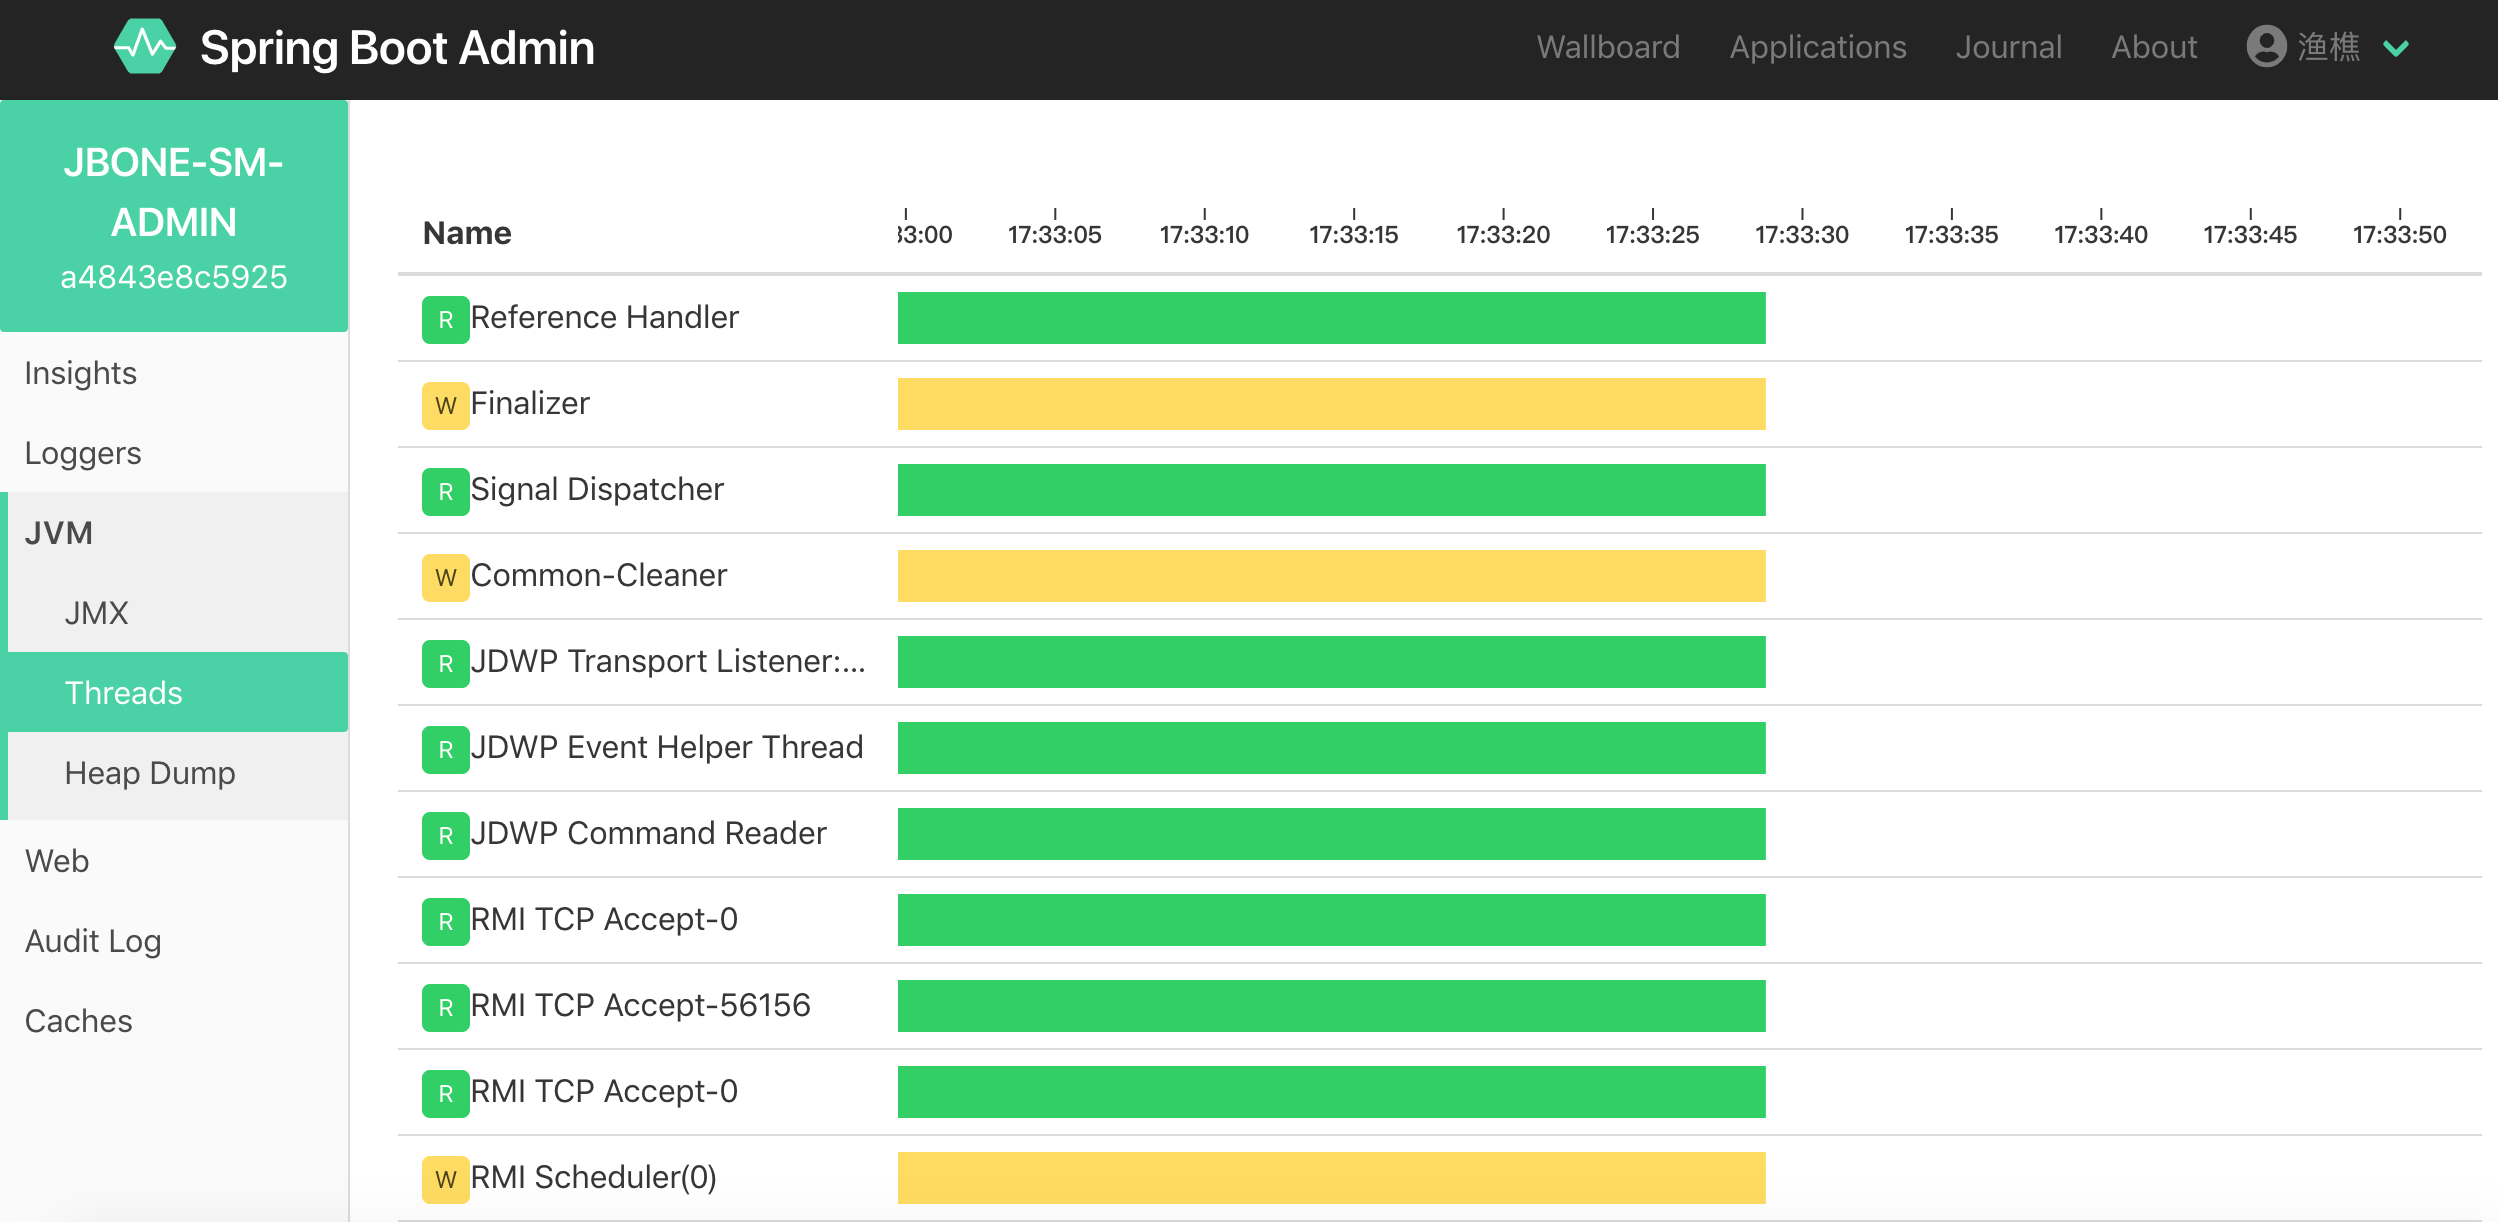 Spring Boot Admin
Wallboard Applications Journal About 渔樵
JBONE-SM-
ADMIN
a4843e8c5925
Insights
Loggers
JVM
JMX
Threads
Heap Dump
Web
Audit Log
Caches
Name 3:00 17:33:05 17:33:10 17:33:15 17:33:20 17:33:25 17:33:30 17:33:35 17:33:40 17:33:45 17:33:50
R Reference Handler
W Finalizer
R Signal Dispatcher
W Common-Cleaner
R JDWP Transport Listener:...
R JDWP Event Helper Thread
R JDWP Command Reader
R RMI TCP Accept-0
R RMI TCP Accept-56156
R RMI TCP Accept-0
W RMI Scheduler(0)